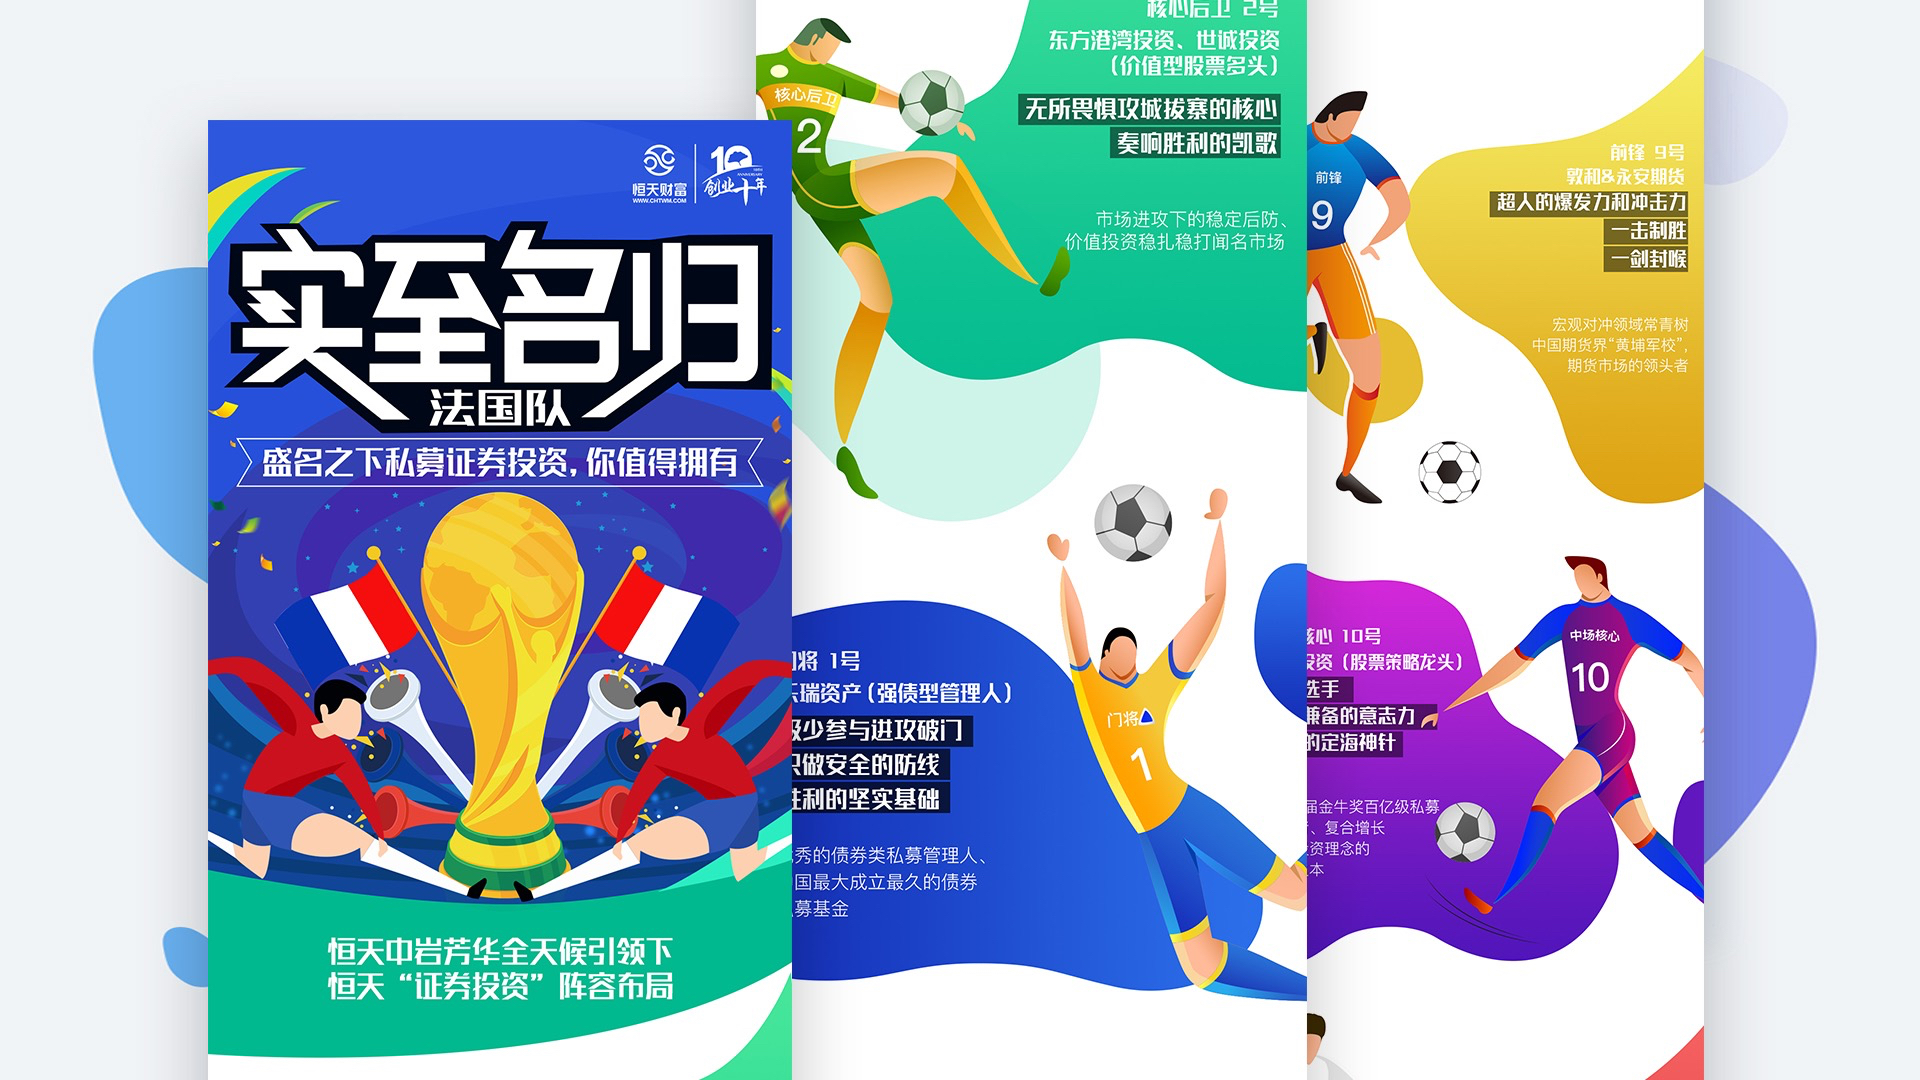 恒天财富
WWW.CHTWM.COM
10
创业十年
实至名归
法国队
盛名之下私募证券投资，你值得拥有
恒天中岩芳华全天候引领下
恒天“证券投资”阵容布局
核心后卫 2号
东方港湾投资、世诚投资
（价值型股票多头）
无所畏惧攻城拔寨的核心
奏响胜利的凯歌
市场进攻下的稳定后防、
价值投资稳扎稳打闻名市场
核心后卫
2
将 1号
瑞资产（强债型管理人）
少参与进攻破门
做安全的防线
利的坚实基础
秀的债券类私募管理人、
国最大成立最久的债券
募基金
门将
1
前锋 9号
敦和&永安期货
超人的爆发力和冲击力
一击制胜
一剑封喉
宏观对冲领域常青树
中国期货界“黄埔军校”，
期货市场的领头者
前锋
9
核心 10号
投资（股票策略龙头）
选手
兼备的意志力
的定海神针
届金牛奖百亿级私募
、复合增长
资理念的
本
中场核心
10